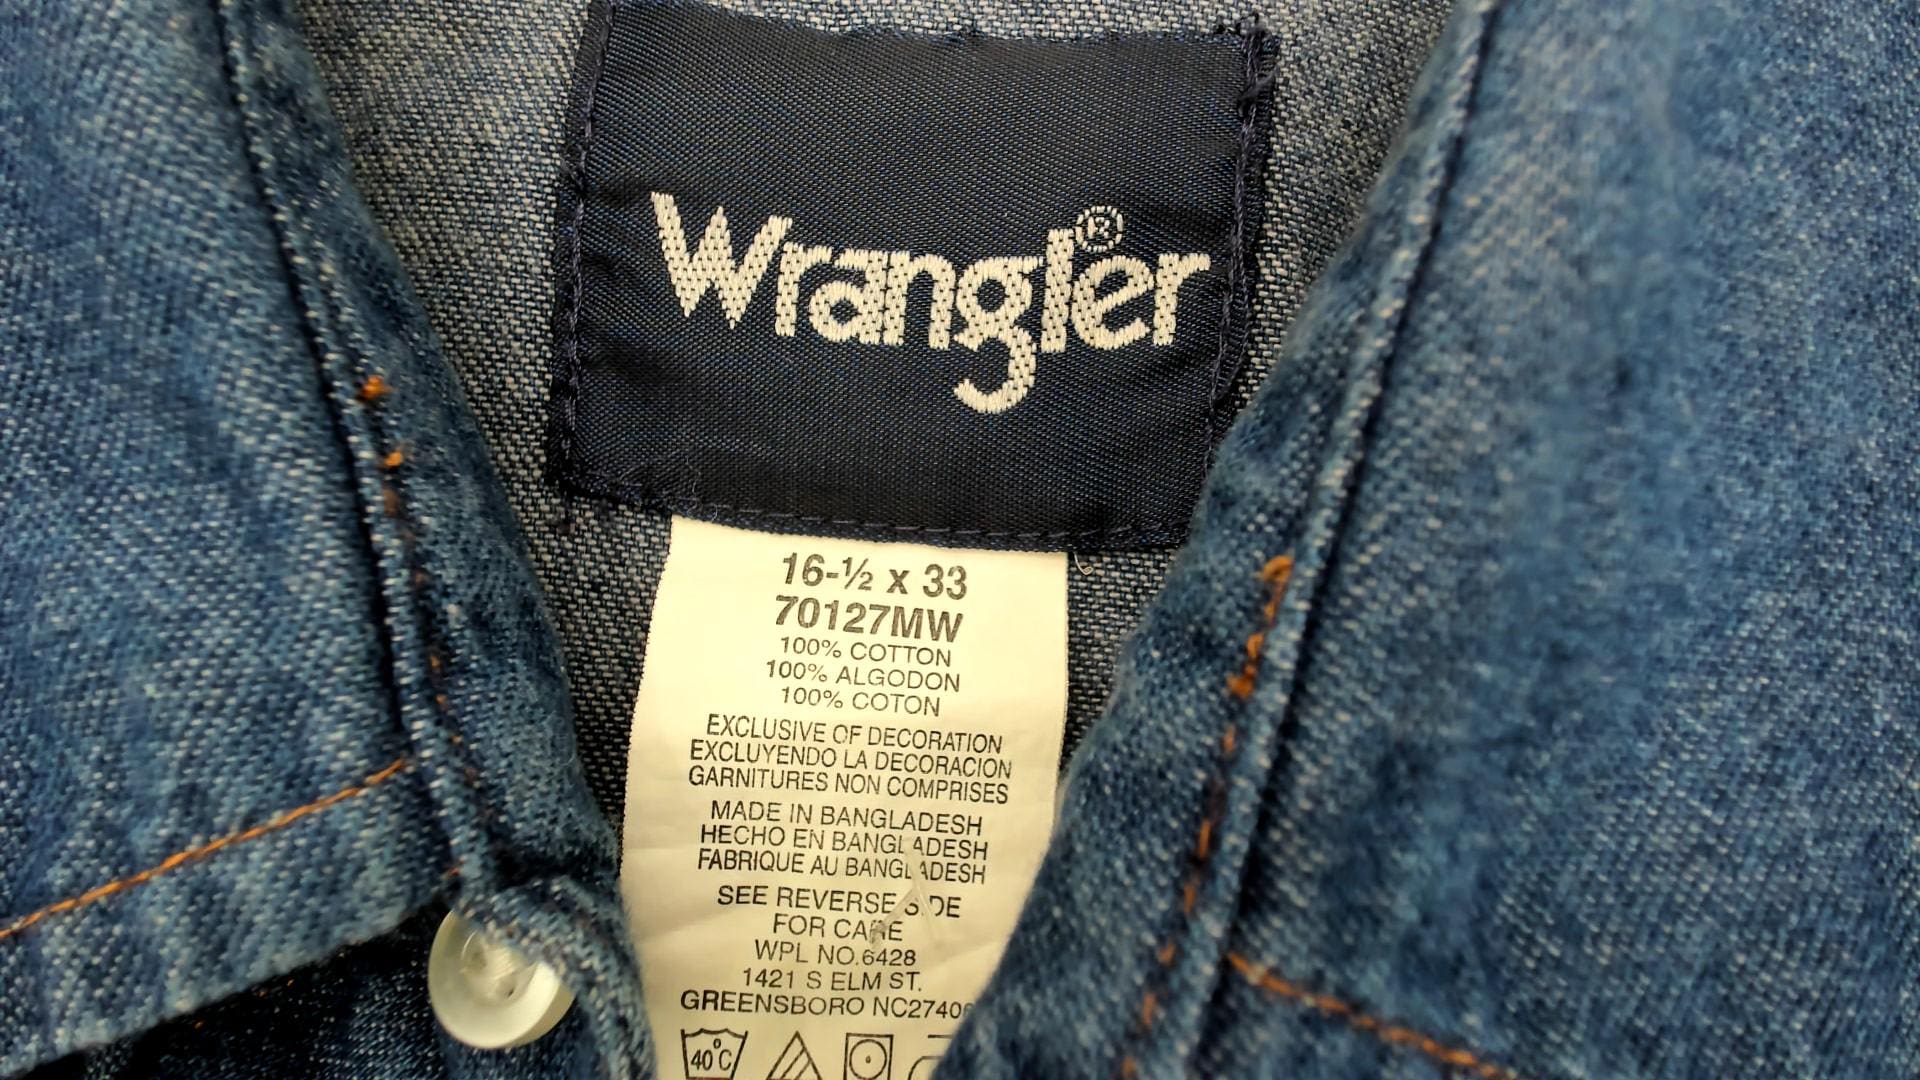 Wrangler®
16-½ x 33
70127MW
100% COTTON
100% ALGODON
100% COTON
EXCLUSIVE OF DECORATION
EXCLUYENDO LA DECORACION
GARNITURES NON COMPRISES
MADE IN BANGLADESH
HECHO EN BANGLADESH
FABRIQUE AU BANGLADESH
SEE REVERSE SIDE
FOR CARE
WPL NO.6428
1421 S ELM ST.
GREENSBORO NC27406
40°C